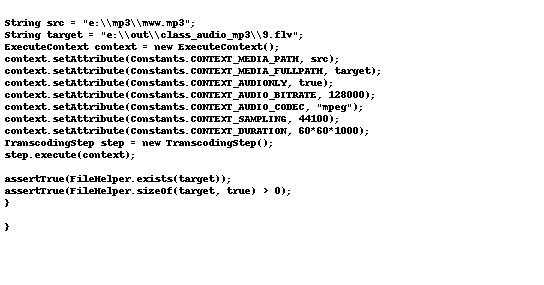 String src = "e:\\mp3\\mww.mp3";
String target = "e:\\out\\class_audio_mp3\\9.flv";
ExecuteContext context = new ExecuteContext();
context.setAttribute(Constants.CONTEXT_MEDIA_PATH, src);
context.setAttribute(Constants.CONTEXT_MEDIA_FULLPATH, target);
context.setAttribute(Constants.CONTEXT_AUDIONLY, true);
context.setAttribute(Constants.CONTEXT_AUDIO_BITRATE, 128000);
context.setAttribute(Constants.CONTEXT_AUDIO_CODEC, "mpeg");
context.setAttribute(Constants.CONTEXT_SAMPLING, 44100);
context.setAttribute(Constants.CONTEXT_DURATION, 60*60*1000);
TranscodingStep step = new TranscodingStep();
step.execute(context);
assertTrue(FileHelper.exists(target));
assertTrue(FileHelper.sizeOf(target, true) > 0);
}
}